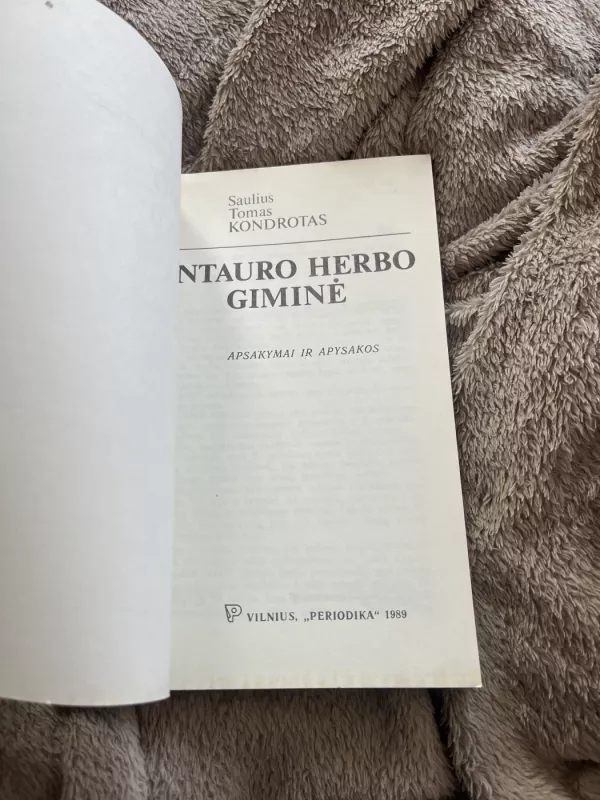 Saulius
Tomas
KONDROTAS
NTAURO HERBO
GIMINĖ
APSAKYMAI IR APYSAKOS
P VILNIUS, „PERIODIKA“ 1989